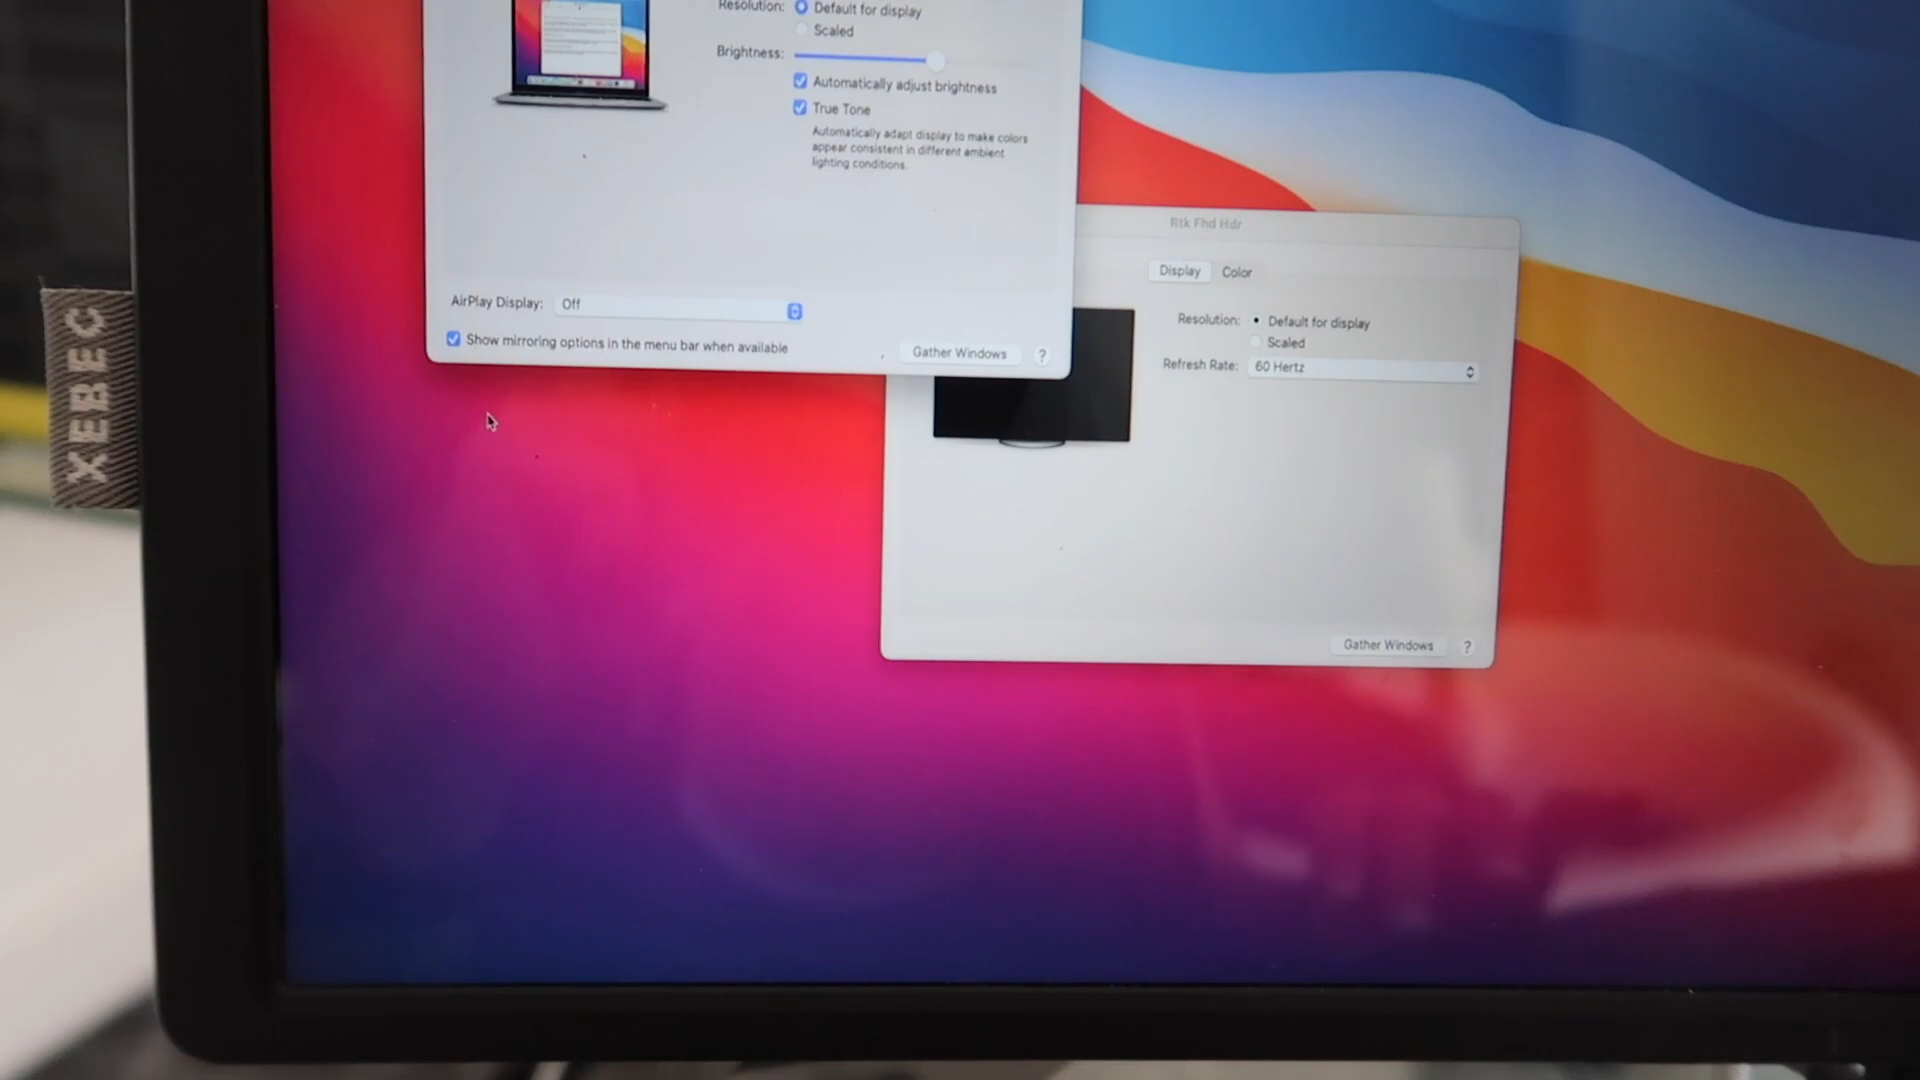 Resolution: Default for display
Scaled
Brightness:
Automatically adjust brightness
True Tone
Automatically adapt display to make colors
appear consistent in different ambient
lighting conditions.
AirPlay Display: Off
Show mirroring options in the menu bar when available
Gather Windows ?
Rtk Fhd Hdr
Display Color
Resolution: Default for display
Scaled
Refresh Rate: 60 Hertz
Gather Windows ?
XEBEC